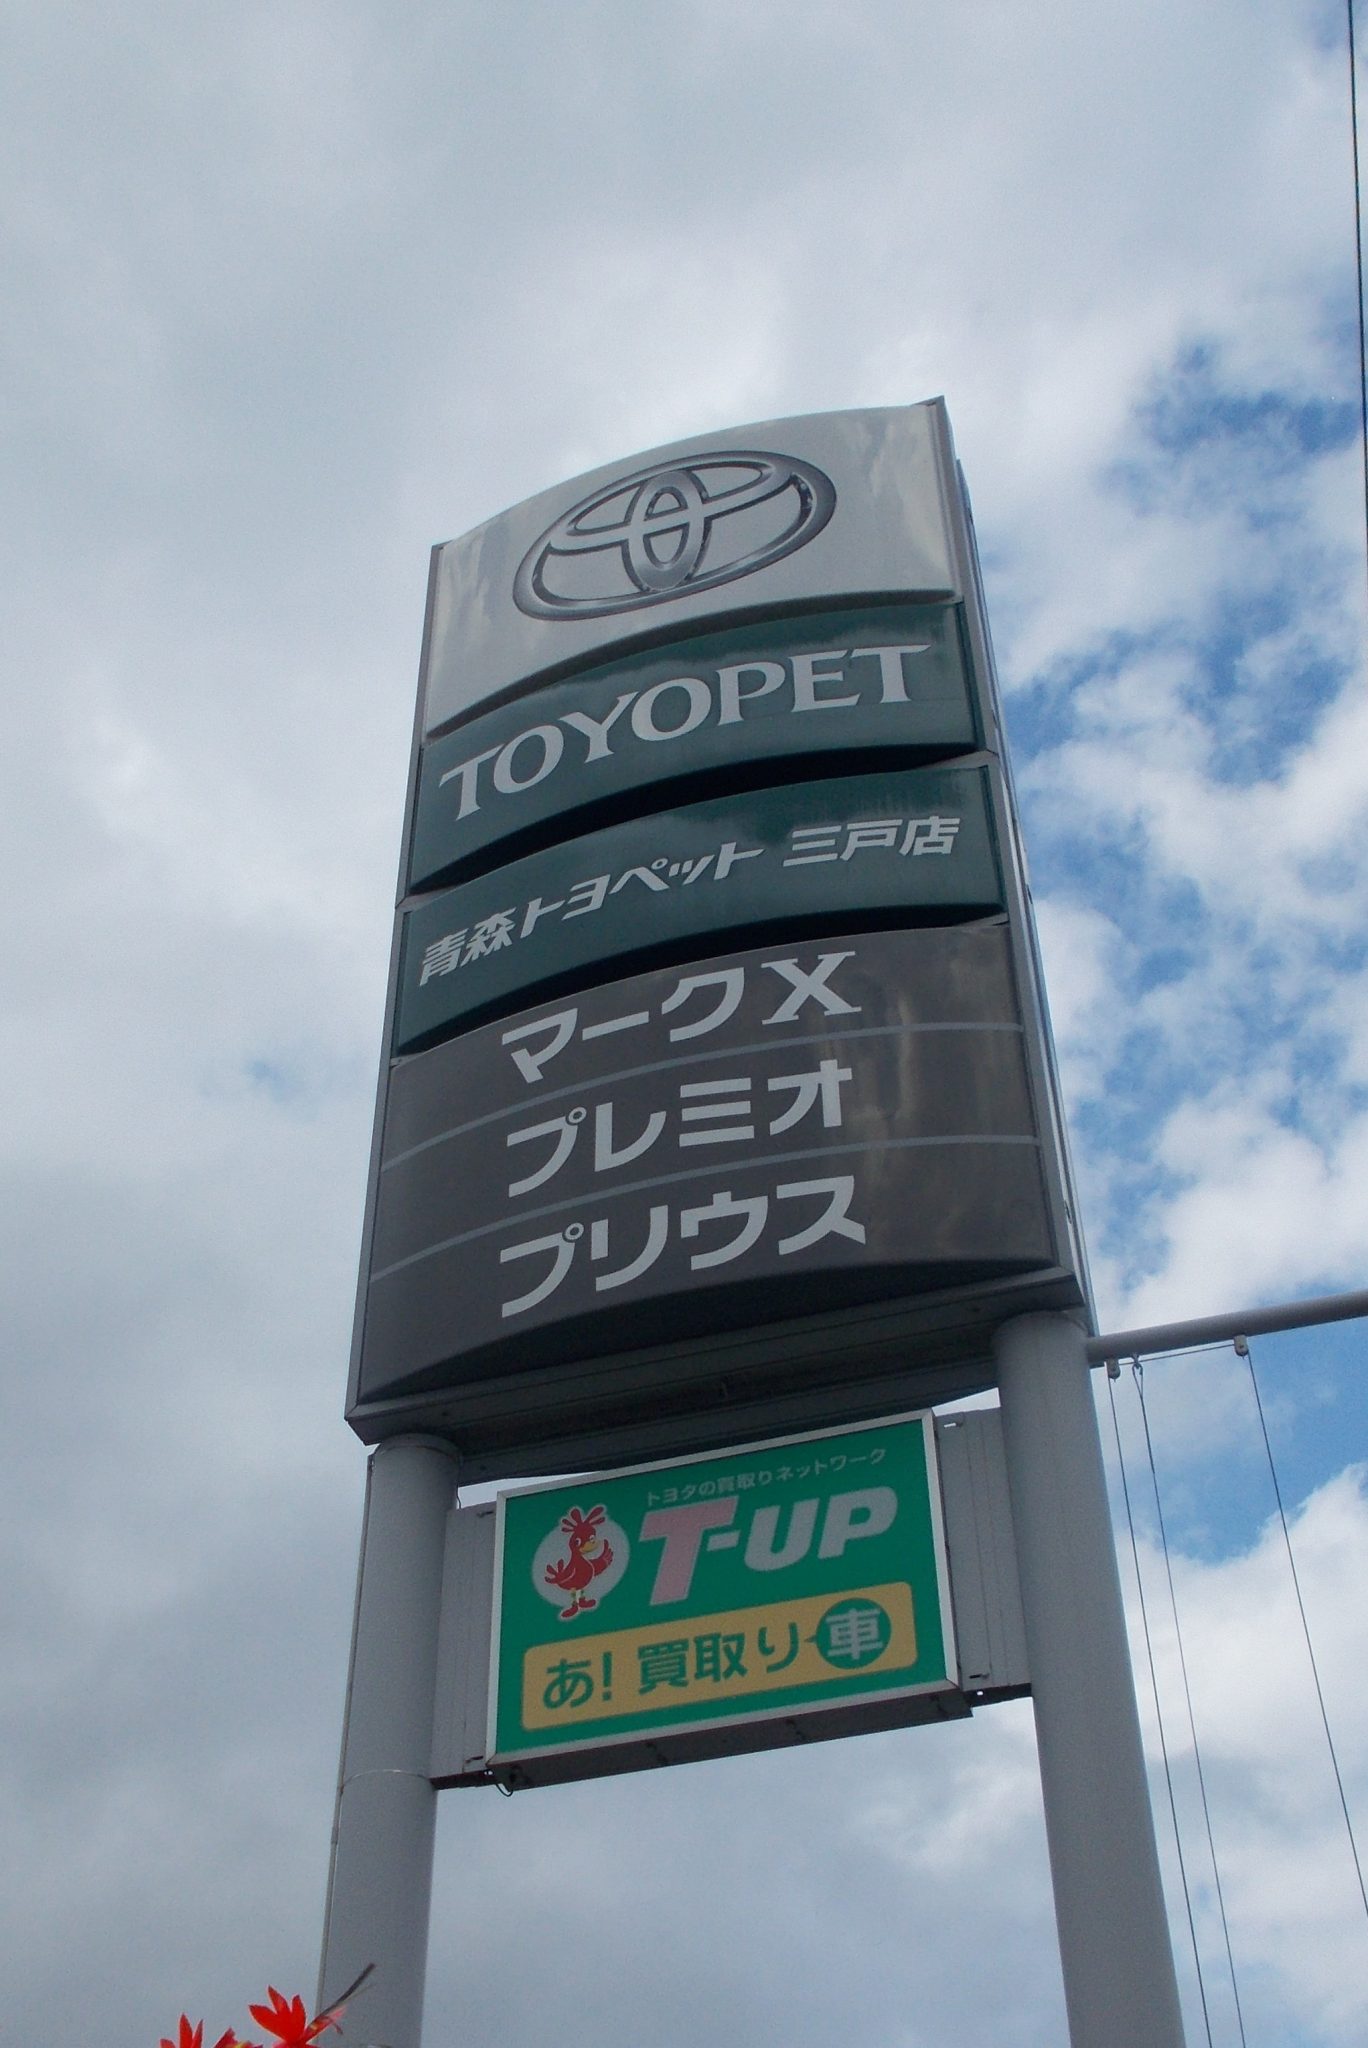 TOYOPET
青森トヨペット 三戸店
マークX
プレミオ
プリウス
トヨタの買取りネットワーク
T-UP
あ!買取り車